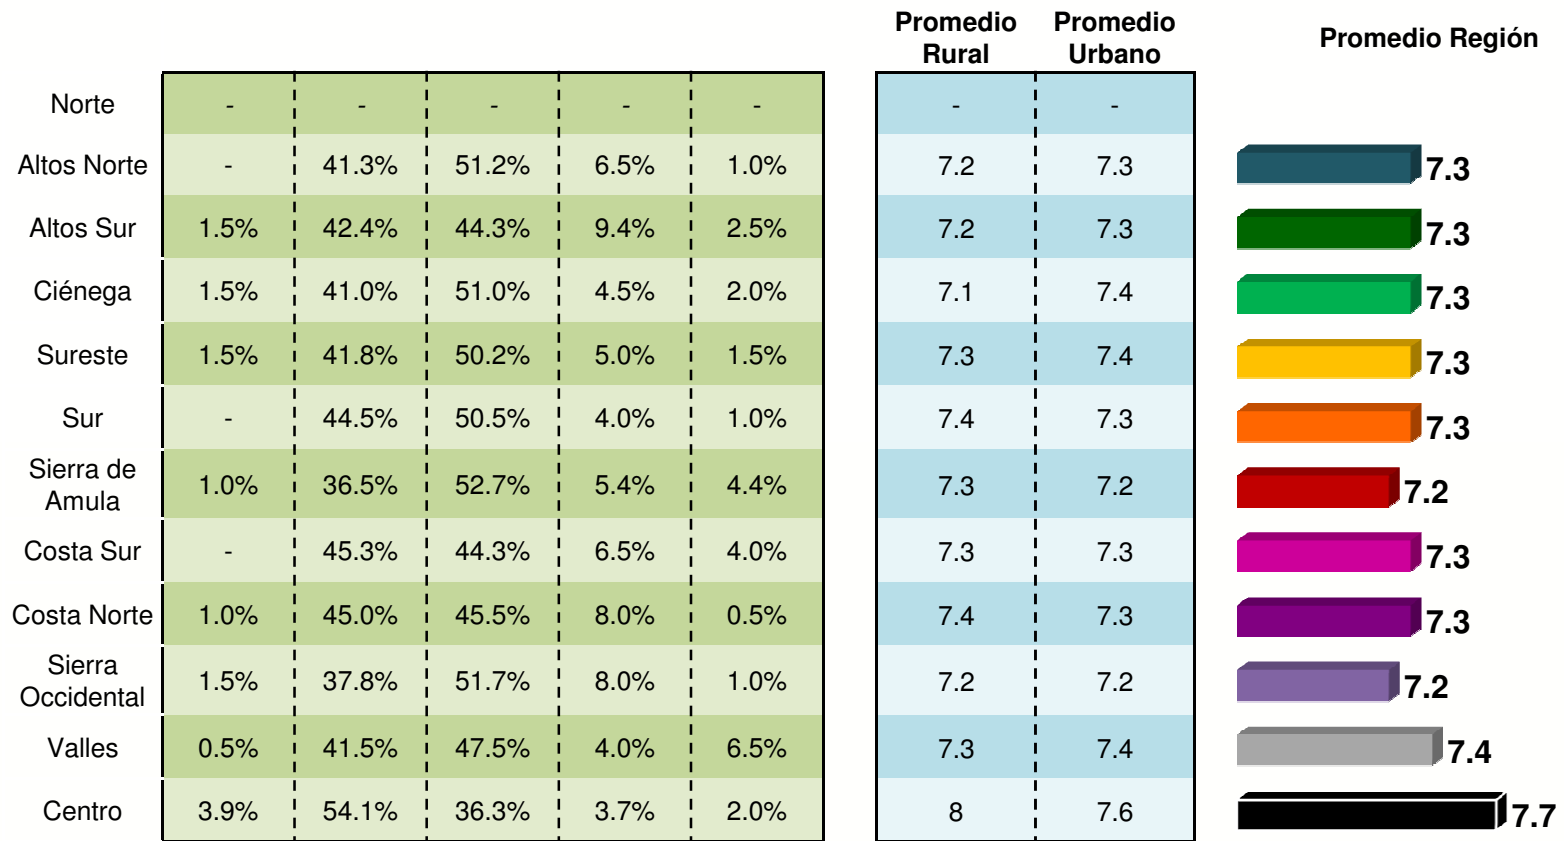 Promedio Rural Promedio Urbano Promedio Región
Norte - - - - - - -
Altos Norte - 41.3% 51.2% 6.5% 1.0% 7.2 7.3 7.3
Altos Sur 1.5% 42.4% 44.3% 9.4% 2.5% 7.2 7.3 7.3
Ciénega 1.5% 41.0% 51.0% 4.5% 2.0% 7.1 7.4 7.3
Sureste 1.5% 41.8% 50.2% 5.0% 1.5% 7.3 7.4 7.3
Sur - 44.5% 50.5% 4.0% 1.0% 7.4 7.3 7.3
Sierra de Amula 1.0% 36.5% 52.7% 5.4% 4.4% 7.3 7.2 7.2
Costa Sur - 45.3% 44.3% 6.5% 4.0% 7.3 7.3 7.3
Costa Norte 1.0% 45.0% 45.5% 8.0% 0.5% 7.4 7.3 7.3
Sierra Occidental 1.5% 37.8% 51.7% 8.0% 1.0% 7.2 7.2 7.2
Valles 0.5% 41.5% 47.5% 4.0% 6.5% 7.3 7.4 7.4
Centro 3.9% 54.1% 36.3% 3.7% 2.0% 8 7.6 7.7